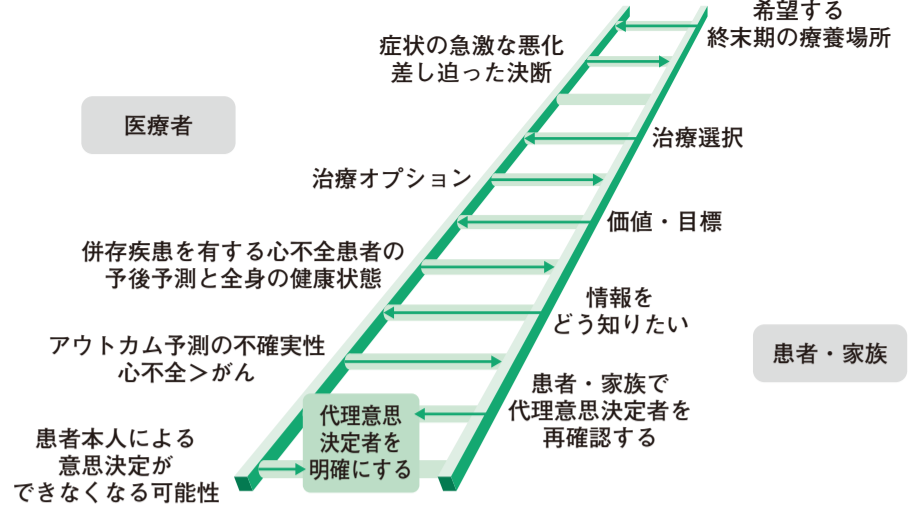 希望する
終末期の療養場所
症状の急激な悪化
差し迫った決断
医療者
治療選択
治療オプション
価値・目標
併存疾患を有する心不全患者の
予後予測と全身の健康状態
情報を
どう知りたい
アウトカム予測の不確実性
心不全＞がん
患者・家族
患者・家族で
代理意思決定者を
再確認する
代理意思
決定者を
明確にする
患者本人による
意思決定が
できなくなる可能性